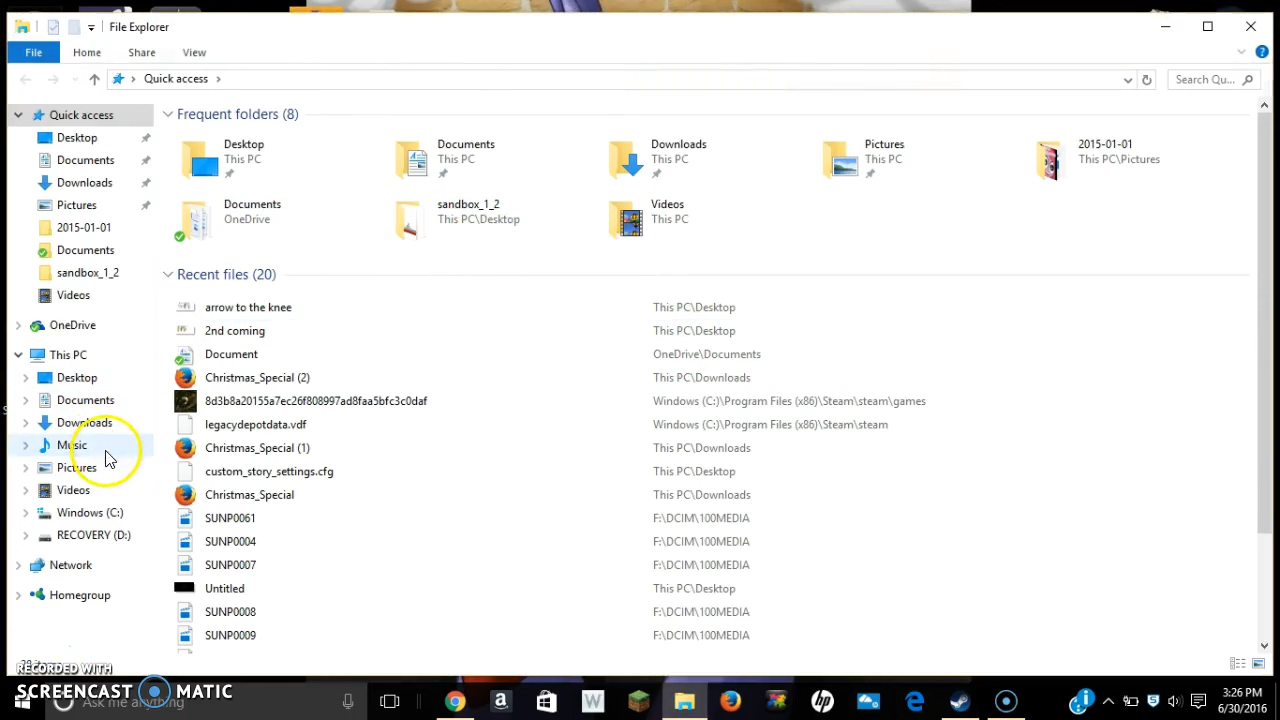 File Explorer
File Home Share View
Quick access
Search Qu...
Quick access
Desktop
Documents
Downloads
Pictures
2015-01-01
Documents
sandbox_1_2
Videos
OneDrive
This PC
Desktop
Documents
Downloads
Music
Pictures
Videos
Windows (C:)
RECOVERY (D:)
Network
Homegroup
Frequent folders (8)
Desktop
This PC
Documents
This PC
Downloads
This PC
Pictures
This PC
2015-01-01
This PC\Pictures
Documents
OneDrive
sandbox_1_2
This PC\Desktop
Videos
This PC
Recent files (20)
arrow to the knee This PC\Desktop
2nd coming This PC\Desktop
Document OneDrive\Documents
Christmas_Special (2) This PC\Downloads
8d3b8a20155a7ec26f808997ad8faa5bfc3c0daf Windows (C:)\Program Files (x86)\Steam\steam\games
legacydepotdata.vdf Windows (C:)\Program Files (x86)\Steam\steam
Christmas_Special (1) This PC\Downloads
custom_story_settings.cfg This PC\Desktop
Christmas_Special This PC\Downloads
SUNP0061 F:\DCIM\100MEDIA
SUNP0004 F:\DCIM\100MEDIA
SUNP0007 F:\DCIM\100MEDIA
Untitled This PC\Desktop
SUNP0008 F:\DCIM\100MEDIA
SUNP0009 F:\DCIM\100MEDIA
RECORDED WITH
SCREENCAST MATIC
Ask me anything
3:26 PM
6/30/2016